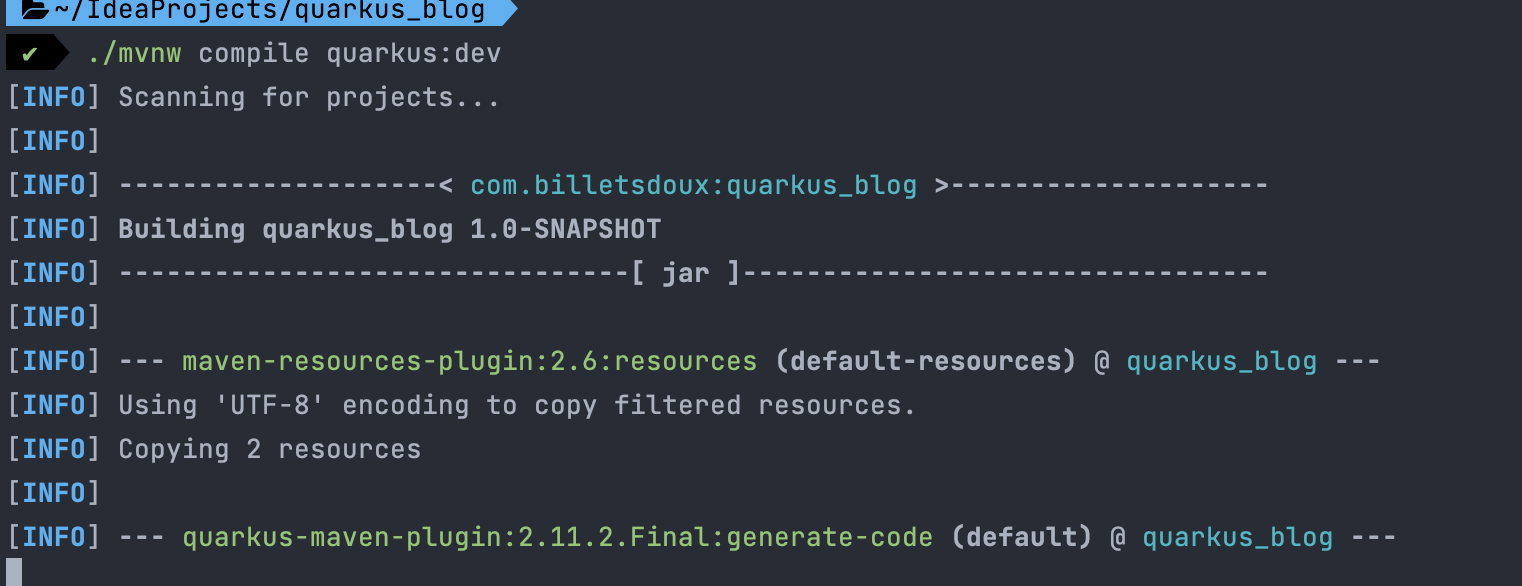 ~/IdeaProjects/quarkus_blog
✔ ./mvnw compile quarkus:dev
[INFO] Scanning for projects...
[INFO]
[INFO] --------------------< com.billetsdoux:quarkus_blog >--------------------
[INFO] Building quarkus_blog 1.0-SNAPSHOT
[INFO] --------------------------------[ jar ]---------------------------------
[INFO]
[INFO] --- maven-resources-plugin:2.6:resources (default-resources) @ quarkus_blog ---
[INFO] Using 'UTF-8' encoding to copy filtered resources.
[INFO] Copying 2 resources
[INFO]
[INFO] --- quarkus-maven-plugin:2.11.2.Final:generate-code (default) @ quarkus_blog ---